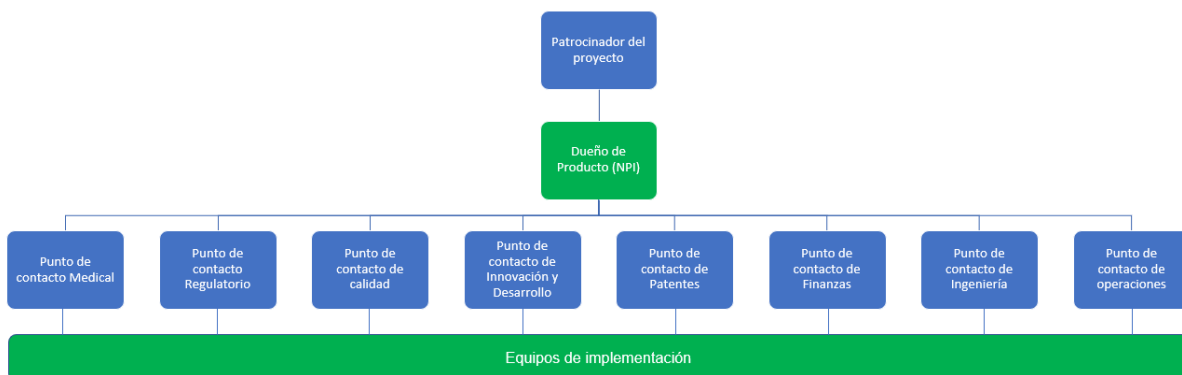 Patrocinador del
proyecto
Dueño de
Producto (NPI)
Punto de
contacto Medical
Punto de
contacto
Regulatorio
Punto de
contacto de
calidad
Punto de
contacto de
Innovación y
Desarrollo
Punto de
contacto de
Patentes
Punto de
contacto de
Finanzas
Punto de
contacto de
Ingeniería
Punto de
contacto de
operaciones
Equipos de implementación